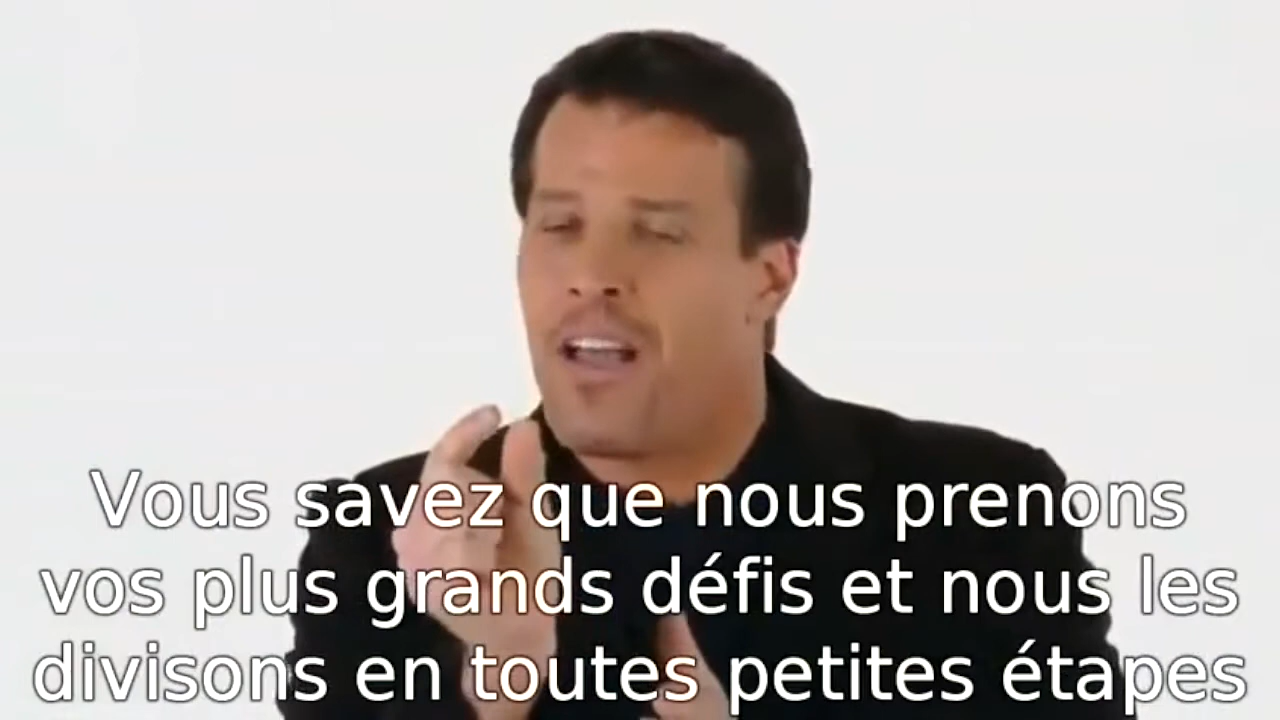 Vous savez que nous prenons
vos plus grands défis et nous les
divisons en toutes petites étapes